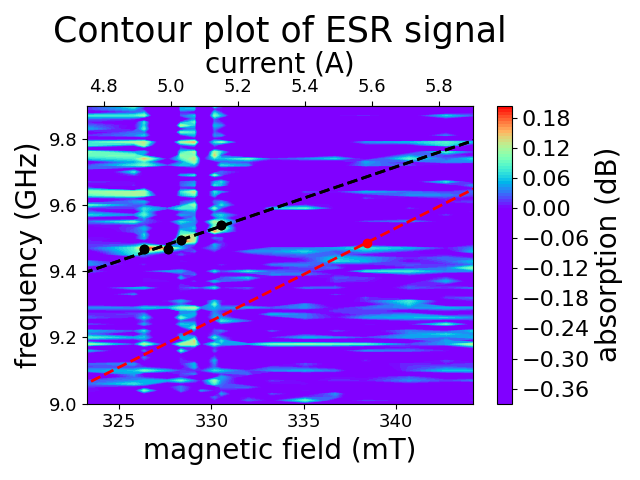 Contour plot of ESR signal
current (A)
4.8 5.0 5.2 5.4 5.6 5.8
frequency (GHz)
9.8
9.6
9.4
9.2
9.0
325 330 335 340
magnetic field (mT)
0.18
0.12
0.06
0.00
−0.06
−0.12
−0.18
−0.24
−0.30
−0.36
absorption (dB)